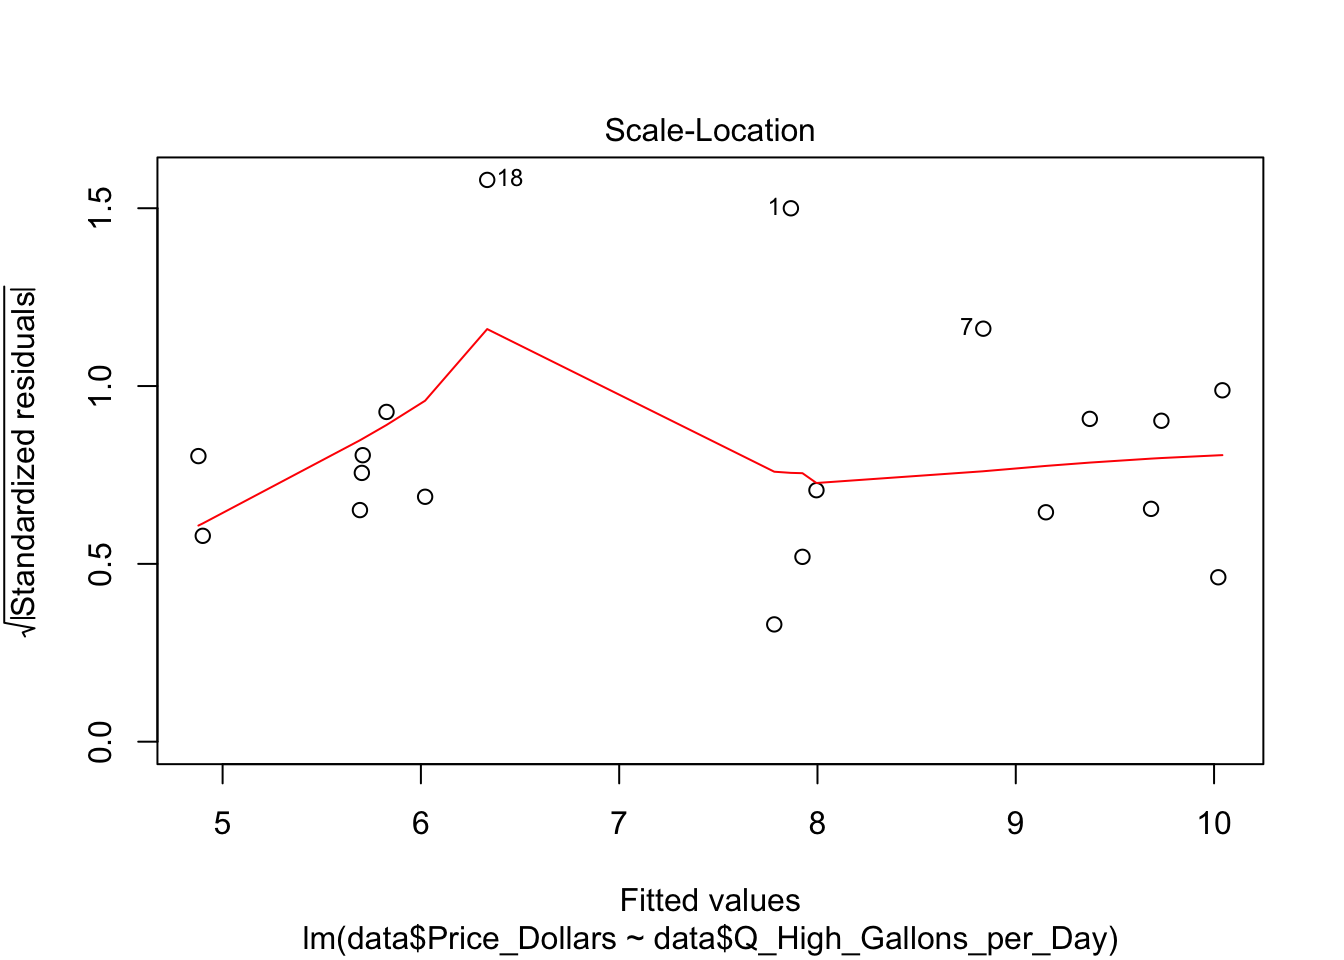 Scale-Location
√|Standardized residuals|
1.5
1.0
0.5
0.0
18
1
7
5 6 7 8 9 10
Fitted values
lm(data$Price_Dollars ~ data$Q_High_Gallons_per_Day)